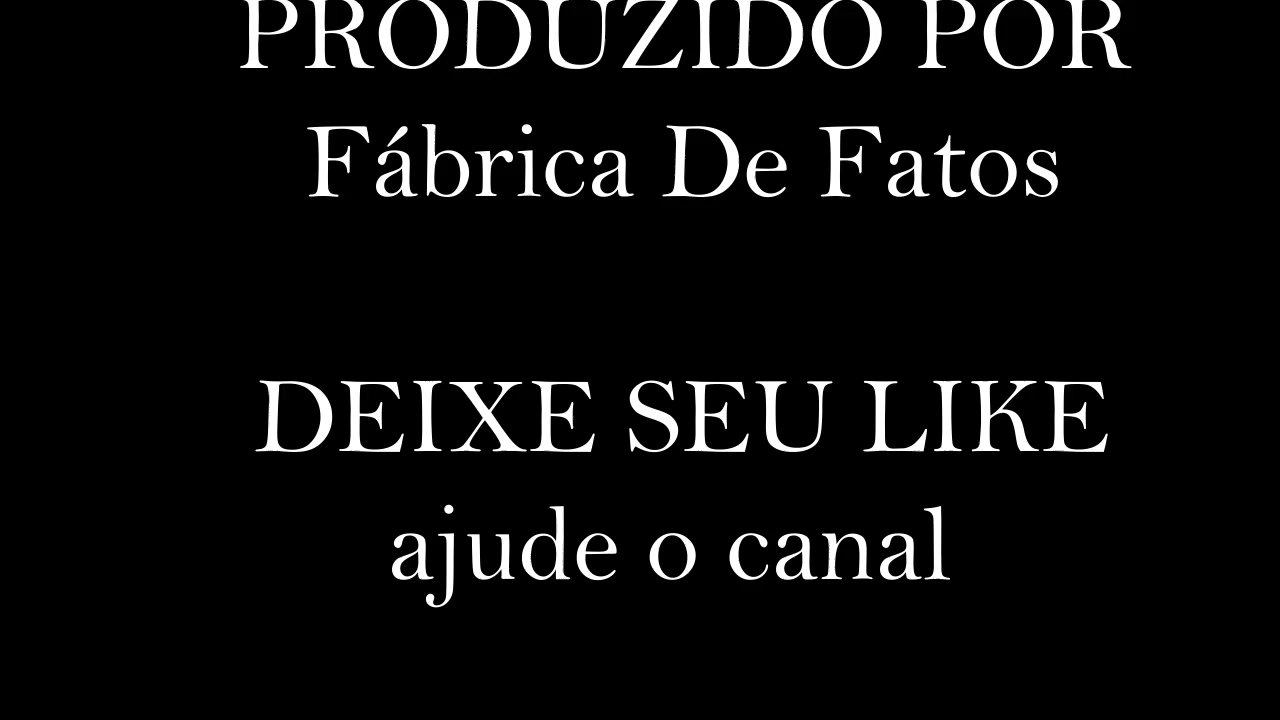 PRODUZIDO POR
Fábrica De Fatos
DEIXE SEU LIKE
ajude o canal